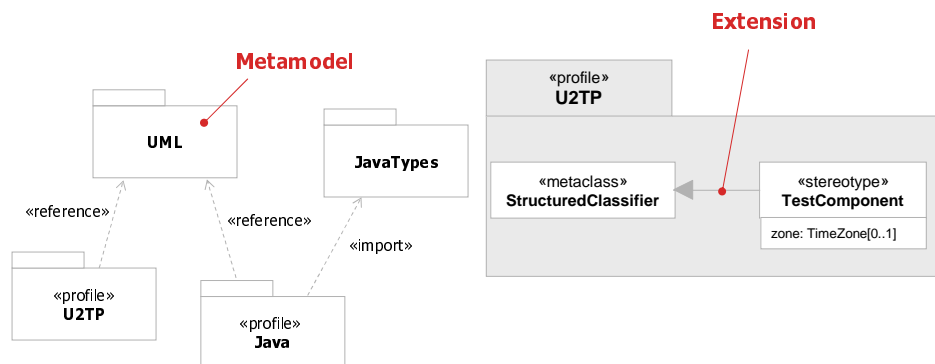 Metamodel
UML
JavaTypes
«reference»
«reference»
«import»
«profile»
U2TP
«profile»
Java
Extension
«profile»
U2TP
«metaclass»
StructuredClassifier
«stereotype»
TestComponent
zone: TimeZone[0..1]